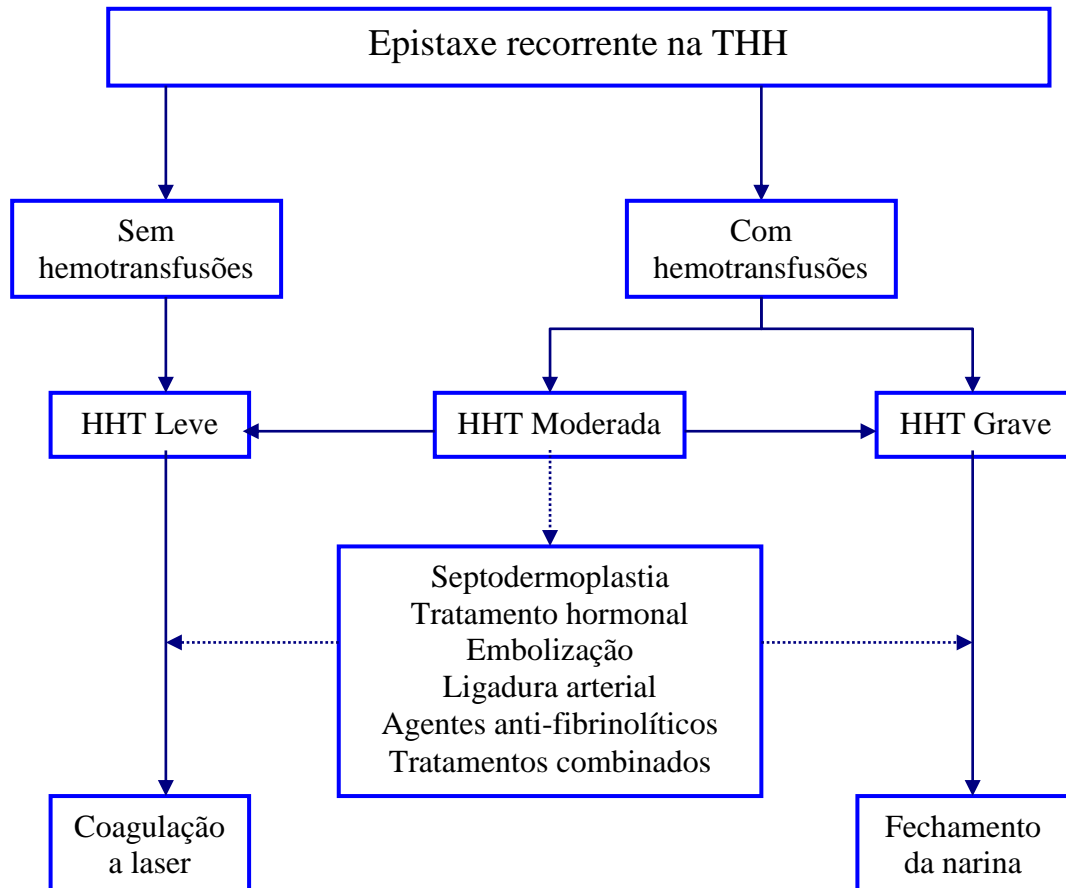 Epistaxe recorrente na THH
Sem
hemotransfusões
Com
hemotransfusões
HHT Leve
HHT Moderada
HHT Grave
Septodermoplastia
Tratamento hormonal
Embolização
Ligadura arterial
Agentes anti-fibrinolíticos
Tratamentos combinados
Coagulação
a laser
Fechamento
da narina